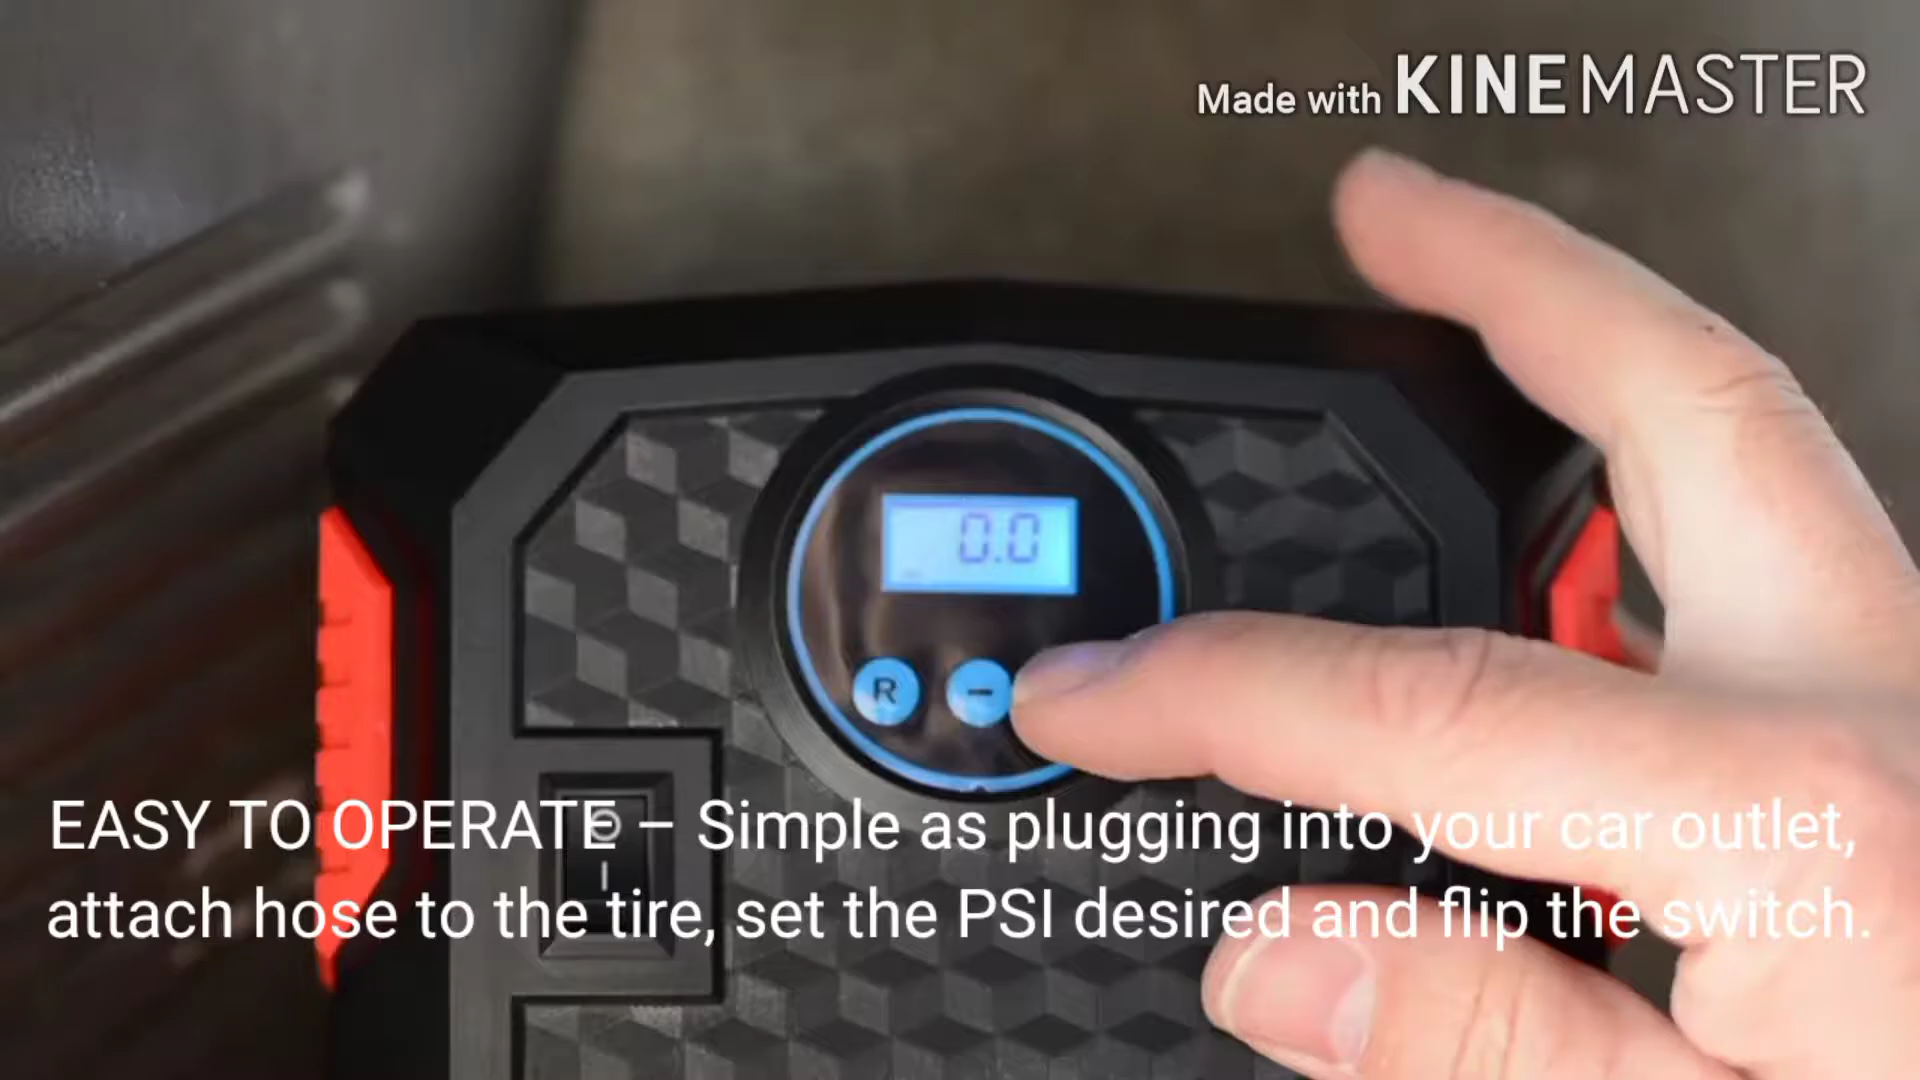 Made with KINEMASTER
0.0
R –
EASY TO OPERATE – Simple as plugging into your car outlet,
attach hose to the tire, set the PSI desired and flip the switch.